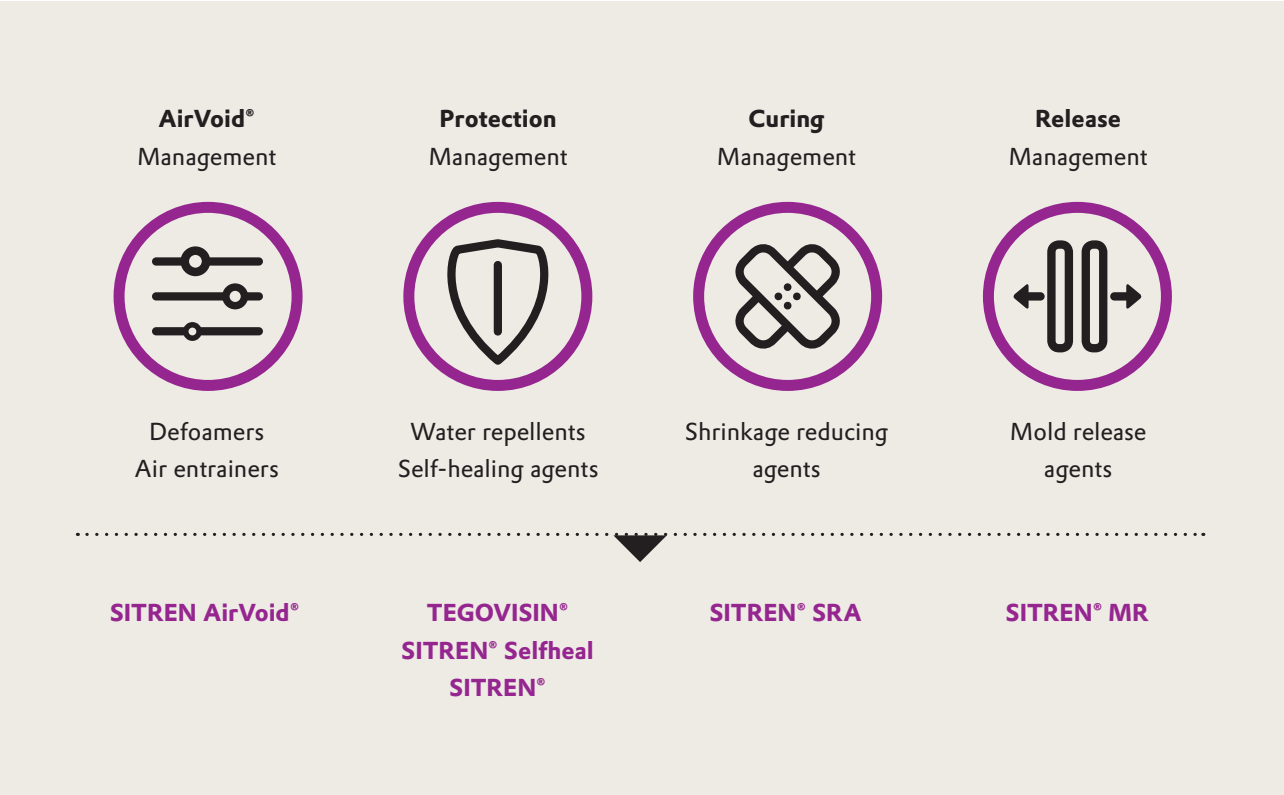 AirVoid®
Management
Protection
Management
Curing
Management
Release
Management
Defoamers
Air entrainers
Water repellents
Self-healing agents
Shrinkage reducing
agents
Mold release
agents
SITREN AirVoid®
TEGOVISIN®
SITREN® Selfheal
SITREN®
SITREN® SRA
SITREN® MR